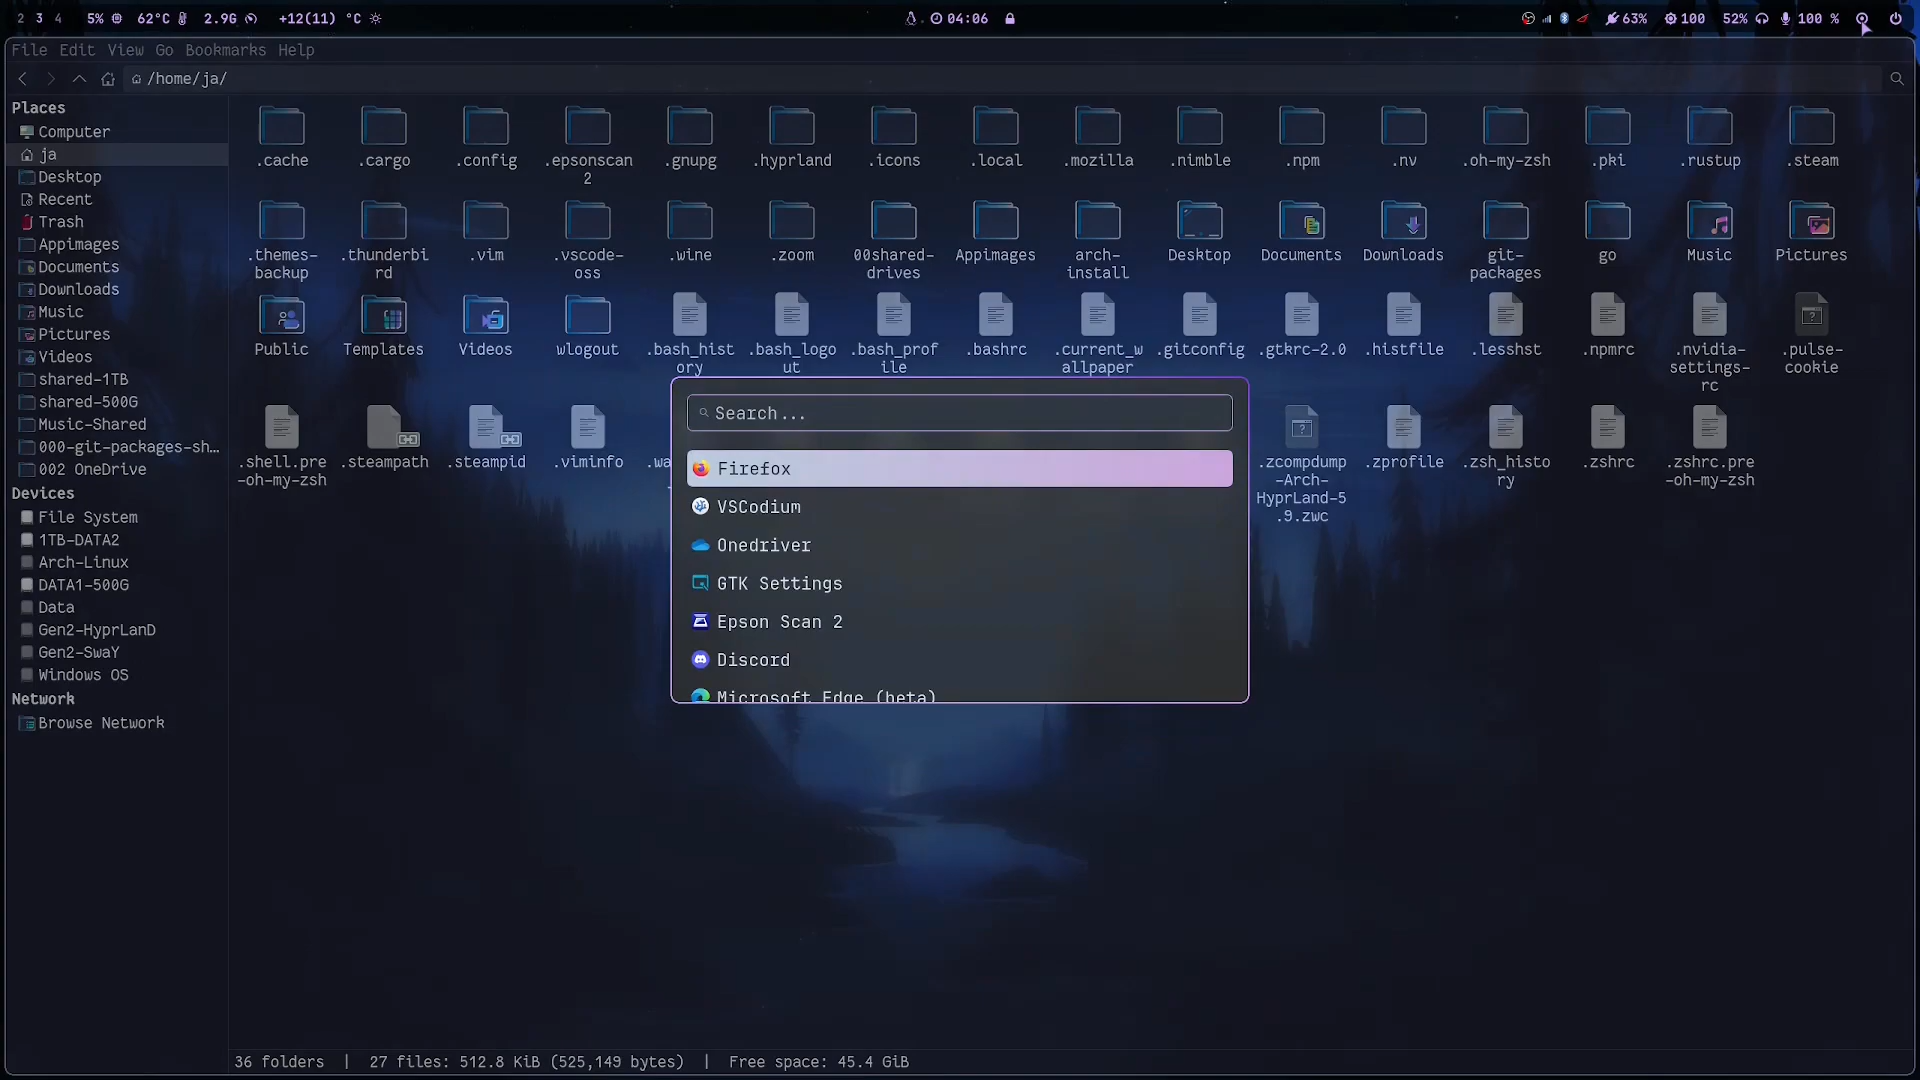 2 3 4 5% 62°C 2.9G +12(11) °C 04:06 63% 100 52% 100 %
File Edit View Go Bookmarks Help
/home/ja/
Places
Computer
ja
Desktop
Recent
Trash
Appimages
Documents
Downloads
Music
Pictures
Videos
shared-1TB
shared-500G
Music-Shared
000-git-packages-sh…
002 OneDrive
Devices
File System
1TB-DATA2
Arch-Linux
DATA1-500G
Data
Gen2-HyprLanD
Gen2-SwaY
Windows OS
Network
Browse Network
.cache
.cargo
.config
.epsonscan
2
.gnupg
.hyprland
.icons
.local
.mozilla
.nimble
.npm
.nv
.oh-my-zsh
.pki
.rustup
.steam
.themes-
backup
.thunderbi
rd
.vim
.vscode-
oss
.wine
.zoom
00shared-
drives
Appimages
arch-
install
Desktop
Documents
Downloads
git-
packages
go
Music
Pictures
Public
Templates
Videos
wlogout
.bash_hist
ory
.bash_logo
ut
.bash_prof
ile
.bashrc
.current_w
allpaper
.gitconfig
.gtkrc-2.0
.histfile
.lesshst
.npmrc
.nvidia-
settings-
rc
.pulse-
cookie
.shell.pre
-oh-my-zsh
.steampath
.steampid
.viminfo
.wa
.zcompdump
-Arch-
HyprLand-5
.9.zwc
.zprofile
.zsh_histo
ry
.zshrc
.zshrc.pre
-oh-my-zsh
Search...
Firefox
VSCodium
Onedriver
GTK Settings
Epson Scan 2
Discord
Microsoft Edge (beta)
36 folders | 27 files: 512.8 KiB (525,149 bytes) | Free space: 45.4 GiB